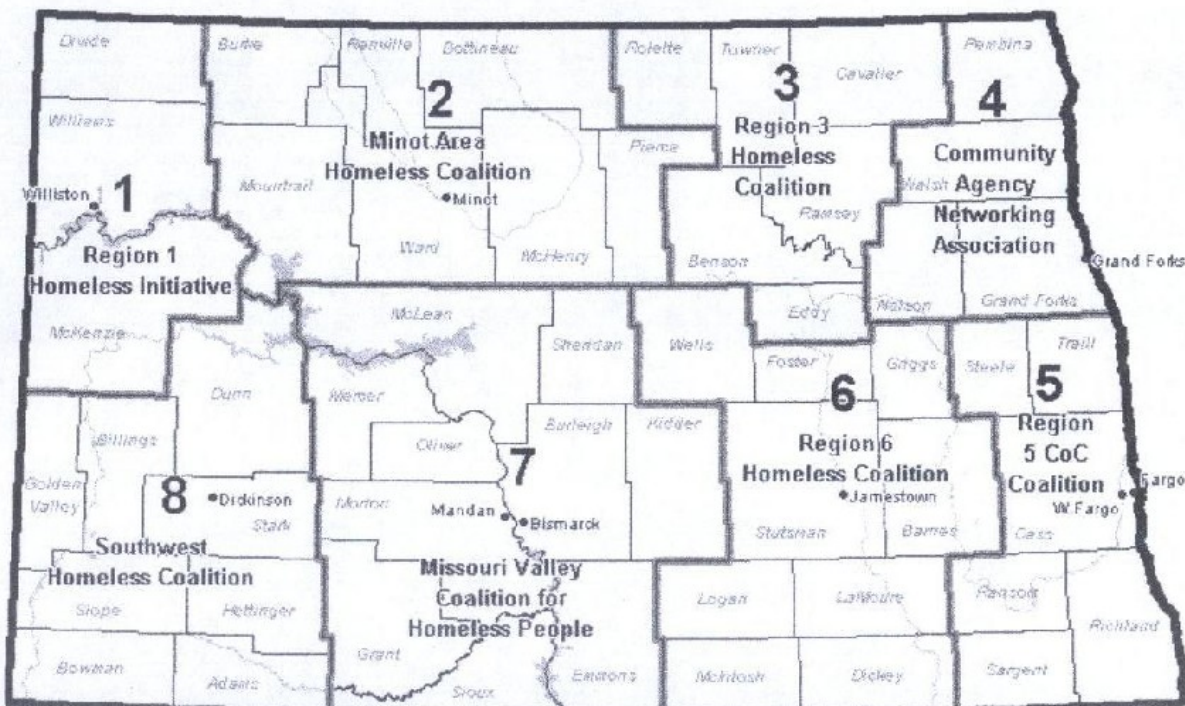 Divide
Burke
Renville
Bottineau
Rolette
Towner
Cavalier
Pembina
2
3
4
Williams
Minot Area
Homeless Coalition
Minot
Pierce
Region 3
Homeless
Coalition
Community
Agency
Networking
Association
Walsh
Mountrail
Williston
1
Ramsey
Region 1
Homeless Initiative
Ward
McHenry
Benson
Grand Forks
McKenzie
McLean
Sheridan
Wells
Eddy
Nelson
Grand Forks
Foster
Griggs
Steele
Traill
Dunn
Mercer
6
5
Billings
Oliver
Burleigh
Kidder
Region 6
Homeless Coalition
Region
5 CoC
Coalition
Golden
Valley
8
Dickinson
Stark
7
Morton
Mandan
Bismarck
Jamestown
Fargo
W.Fargo
Stutsman
Barnes
Cass
Southwest
Homeless Coalition
Missouri Valley
Coalition for
Homeless People
Slope
Hettinger
Logan
LaMoure
Ransom
Richland
Bowman
Adams
Grant
Sioux
Emmons
McIntosh
Dickey
Sargent